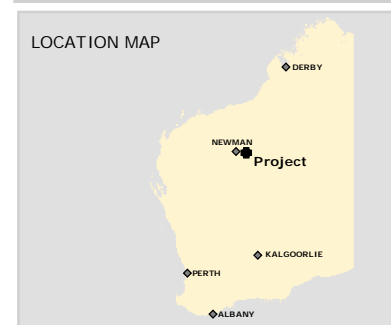 LOCATION MAP
DERBY
NEWMAN
Project
KALGOORLIE
PERTH
ALBANY